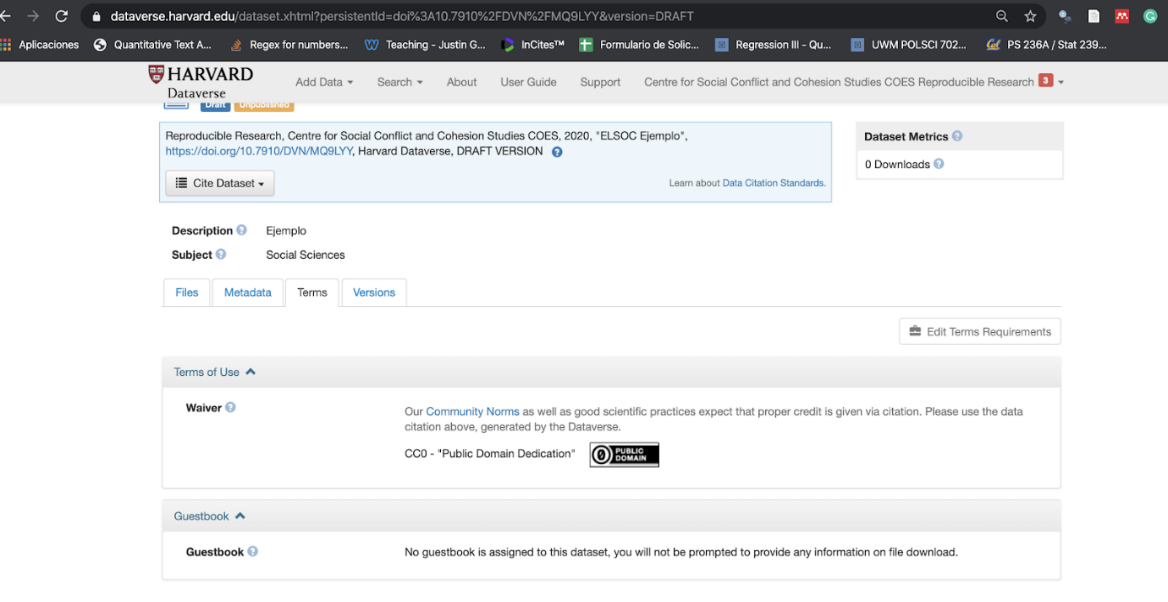 dataverse.harvard.edu/dataset.xhtml?persistentId=doi%3A10.7910%2FDVN%2FMQ9LYY&version=DRAFT
Aplicaciones Quantitative Text A... Regex for numbers... Teaching - Justin G... InCites™ Formulario de Solic... Regression III - Qu... UWM POLSCI 702... PS 236A / Stat 239...
HARVARD
Dataverse
Add Data Search About User Guide Support Centre for Social Conflict and Cohesion Studies COES Reproducible Research 3
Draft Unpublished
Reproducible Research, Centre for Social Conflict and Cohesion Studies COES, 2020, "ELSOC Ejemplo",
https://doi.org/10.7910/DVN/MQ9LYY, Harvard Dataverse, DRAFT VERSION
Cite Dataset
Learn about Data Citation Standards.
Dataset Metrics
0 Downloads
Description Ejemplo
Subject Social Sciences
Files Metadata Terms Versions
Edit Terms Requirements
Terms of Use
Waiver
Our Community Norms as well as good scientific practices expect that proper credit is given via citation. Please use the data
citation above, generated by the Dataverse.
CC0 - "Public Domain Dedication" 0 PUBLIC
DOMAIN
Guestbook
Guestbook No guestbook is assigned to this dataset, you will not be prompted to provide any information on file download.